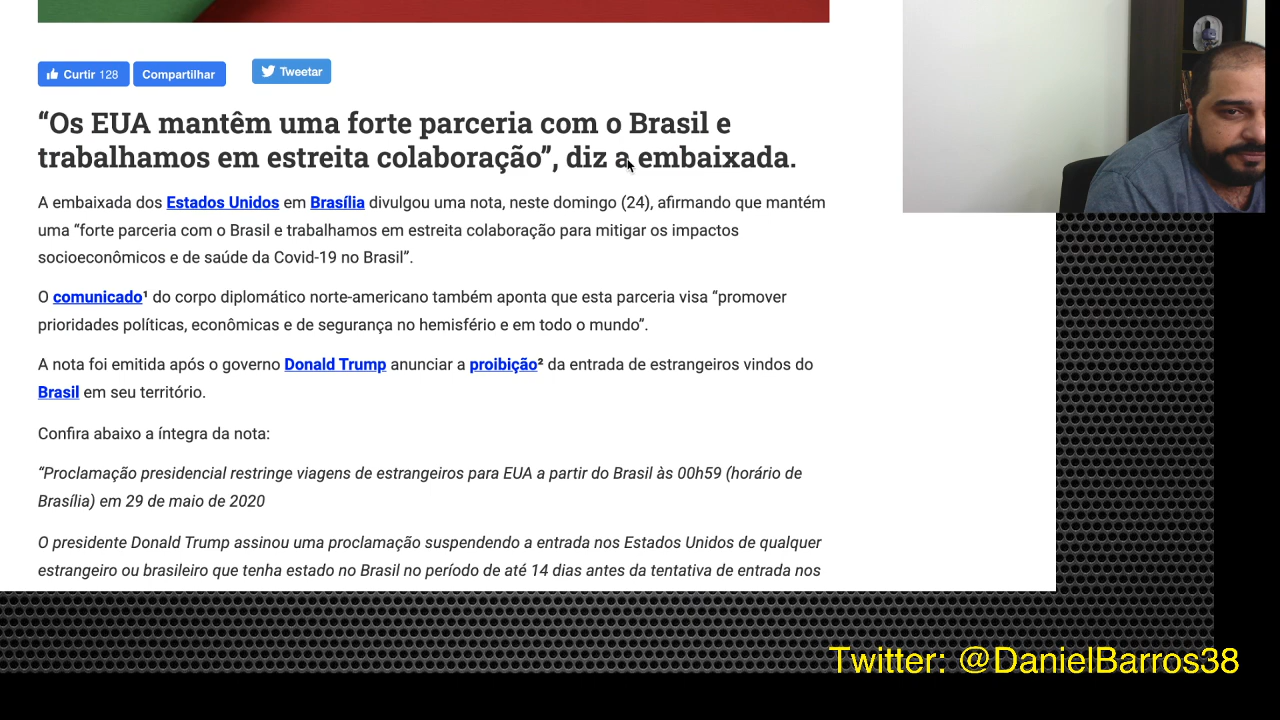 Curtir 128 Compartilhar Tweetar
“Os EUA mantêm uma forte parceria com o Brasil e
trabalhamos em estreita colaboração”, diz a embaixada.
A embaixada dos Estados Unidos em Brasília divulgou uma nota, neste domingo (24), afirmando que mantém
uma “forte parceria com o Brasil e trabalhamos em estreita colaboração para mitigar os impactos
socioeconômicos e de saúde da Covid-19 no Brasil”.
O comunicado¹ do corpo diplomático norte-americano também aponta que esta parceria visa “promover
prioridades políticas, econômicas e de segurança no hemisfério e em todo o mundo”.
A nota foi emitida após o governo Donald Trump anunciar a proibição² da entrada de estrangeiros vindos do
Brasil em seu território.
Confira abaixo a íntegra da nota:
“Proclamação presidencial restringe viagens de estrangeiros para EUA a partir do Brasil às 00h59 (horário de
Brasília) em 29 de maio de 2020
O presidente Donald Trump assinou uma proclamação suspendendo a entrada nos Estados Unidos de qualquer
estrangeiro ou brasileiro que tenha estado no Brasil no período de até 14 dias antes da tentativa de entrada nos
Twitter: @DanielBarros38